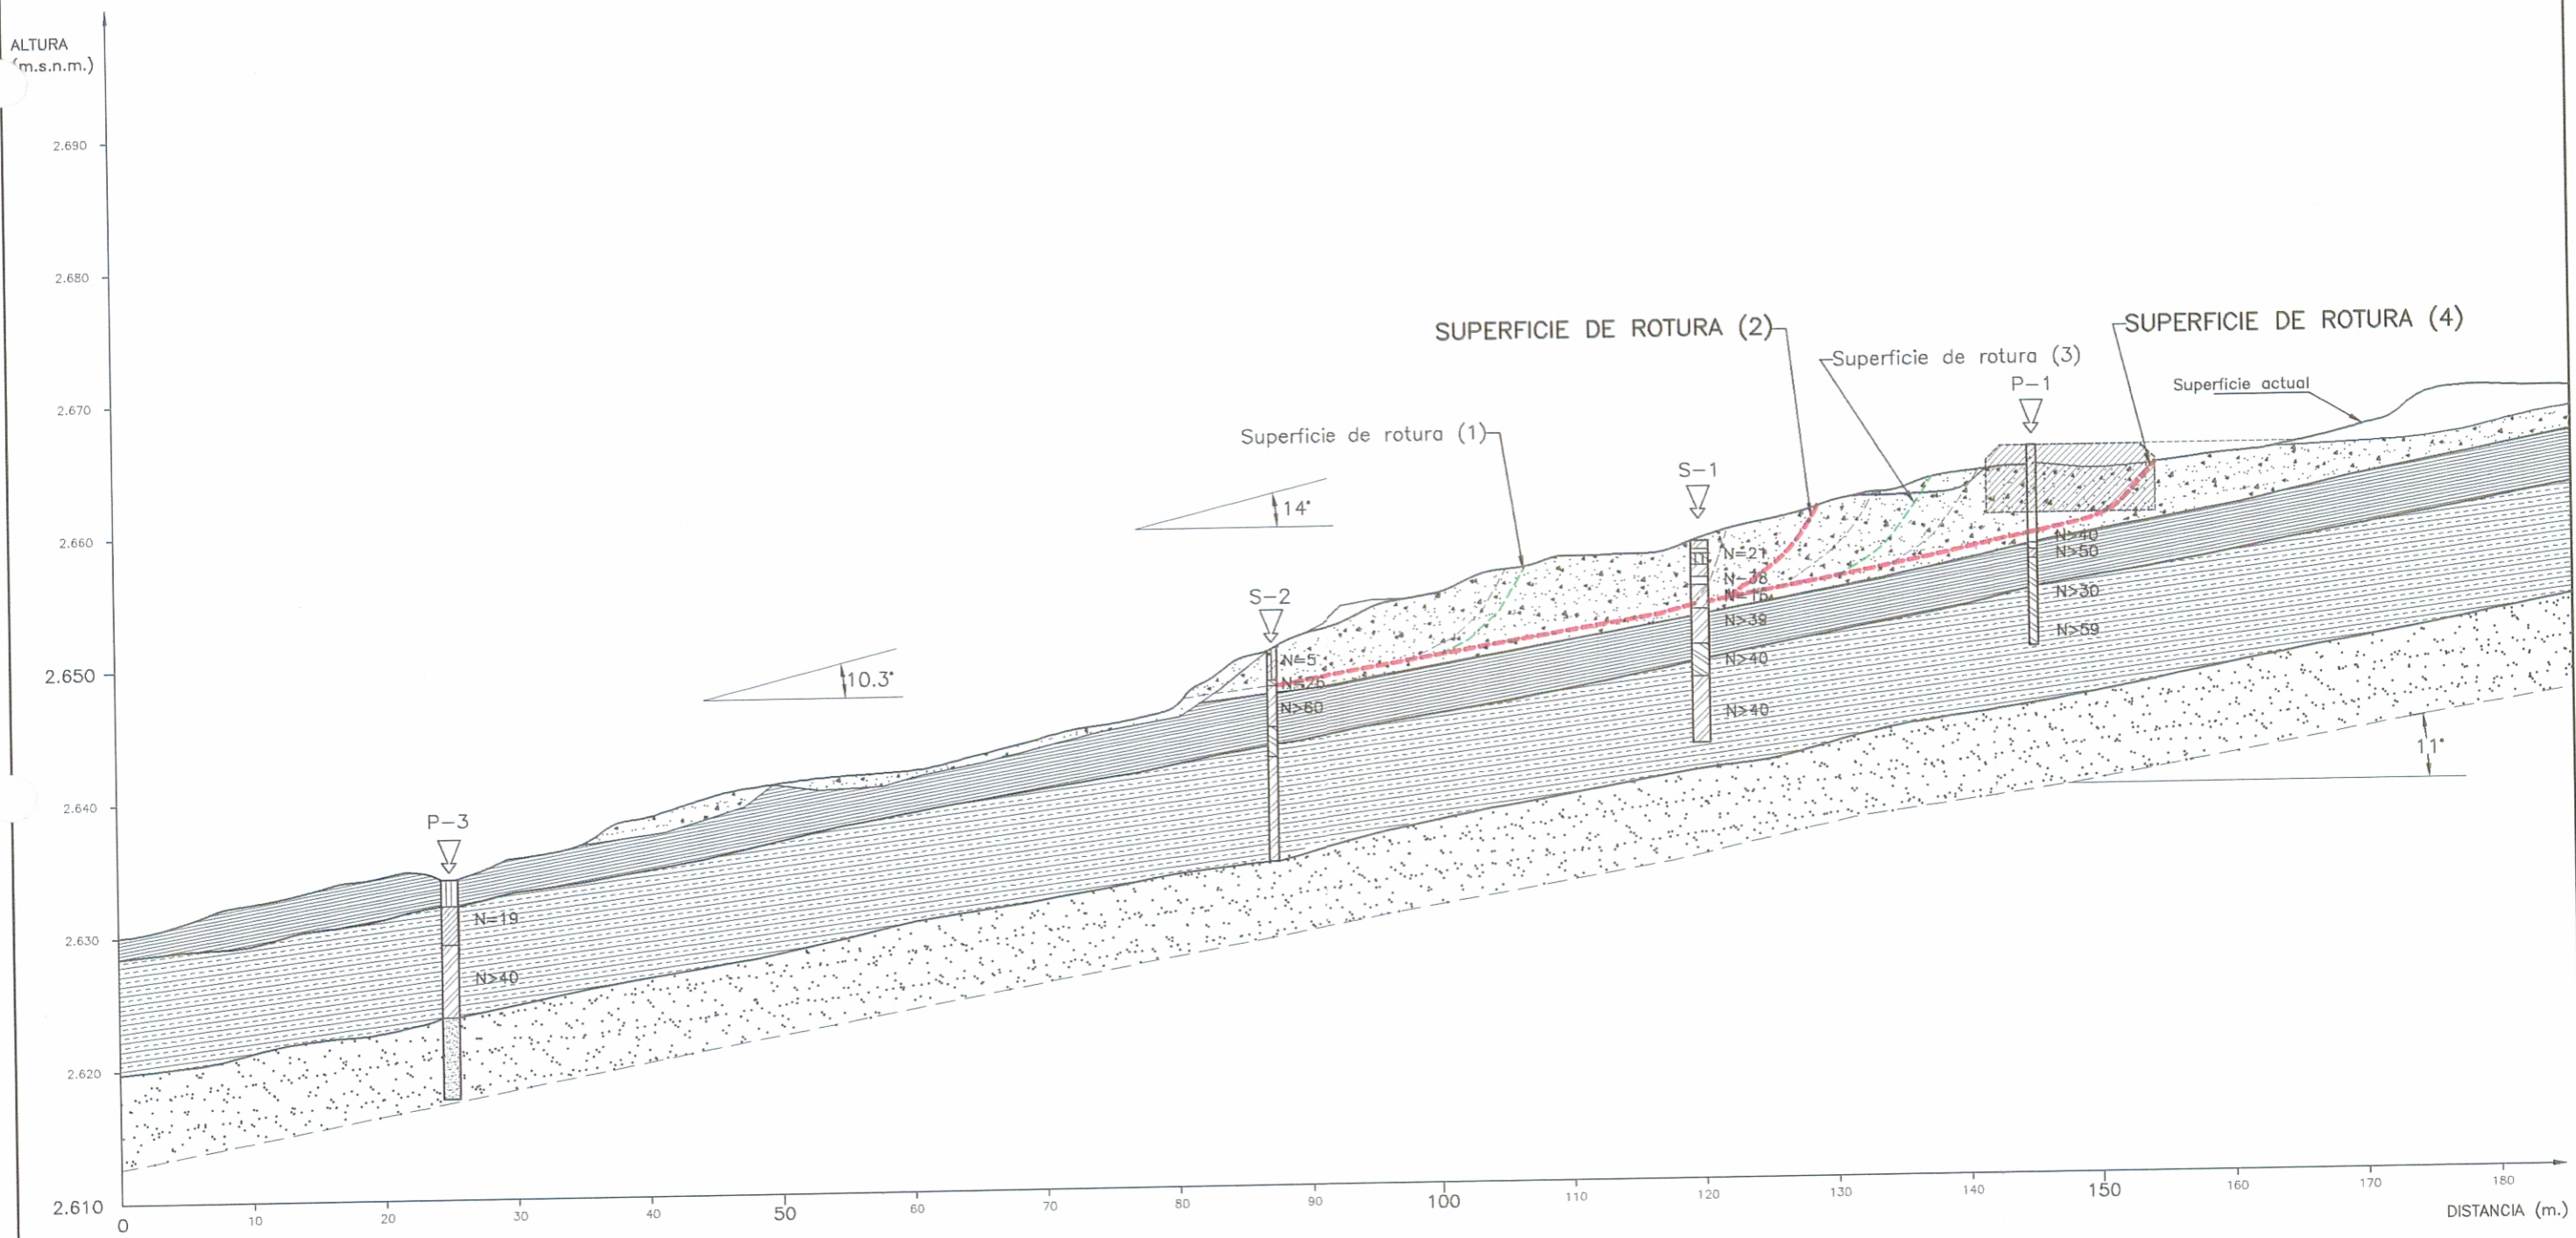 ALTURA
(m.s.n.m.)
2.690
2.680
2.670
2.660
2.650
2.640
2.630
2.620
2.610
SUPERFICIE DE ROTURA (2)
SUPERFICIE DE ROTURA (4)
Superficie de rotura (3)
P-1
Superficie actual
Superficie de rotura (1)
S-1
14°
S-2
10.3°
P-3
11°
N=21
N=38
N=15
N>39
N>40
N>40
N>40
N>50
N>30
N>59
N=5
N=26
N>60
N=19
N>40
0
10
20
30
40
50
60
70
80
90
100
110
120
130
140
150
160
170
180
DISTANCIA (m.)